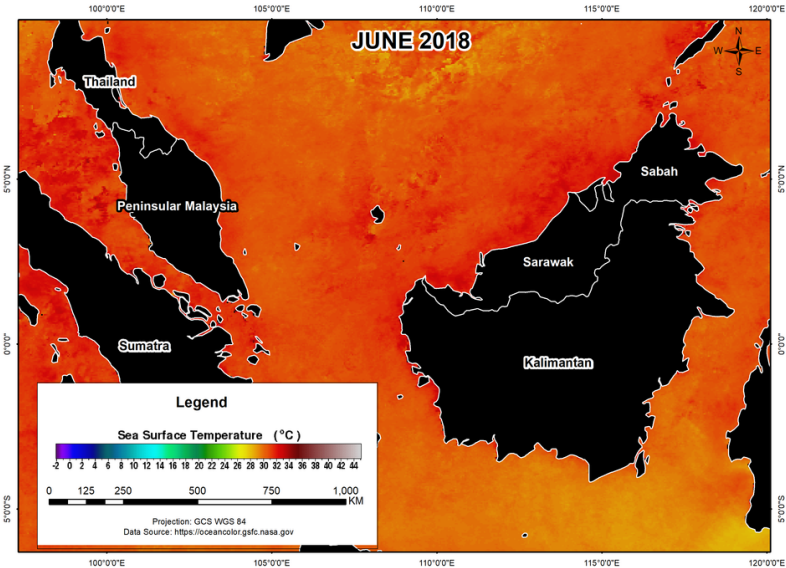 100°0'0"E 105°0'0"E 110°0'0"E 115°0'0"E 120°0'0"E
JUNE 2018
N
W E
S
Thailand
5°0'0"N 5°0'0"N
Sabah
Peninsular Malaysia
Sarawak
0°0'0" 0°0'0"
Sumatra
Kalimantan
Legend
Sea Surface Temperature (°C)
-2 0 2 4 6 8 10 12 14 16 18 20 22 24 26 28 30 32 34 36 38 40 42 44
0 125 250 500 750 1,000
KM
5°0'0"S 5°0'0"S
Projection: GCS WGS 84
Data Source: https://oceancolor.gsfc.nasa.gov
100°0'0"E 105°0'0"E 110°0'0"E 115°0'0"E 120°0'0"E